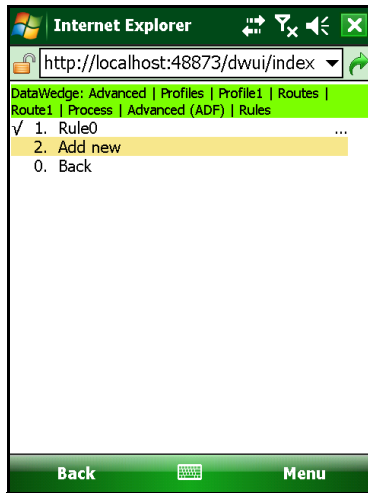 Internet Explorer
http://localhost:48873/dwui/index
DataWedge: Advanced | Profiles | Profile1 | Routes |
Route1 | Process | Advanced (ADF) | Rules
√ 1. Rule0 ...
2. Add new
0. Back
Back Menu